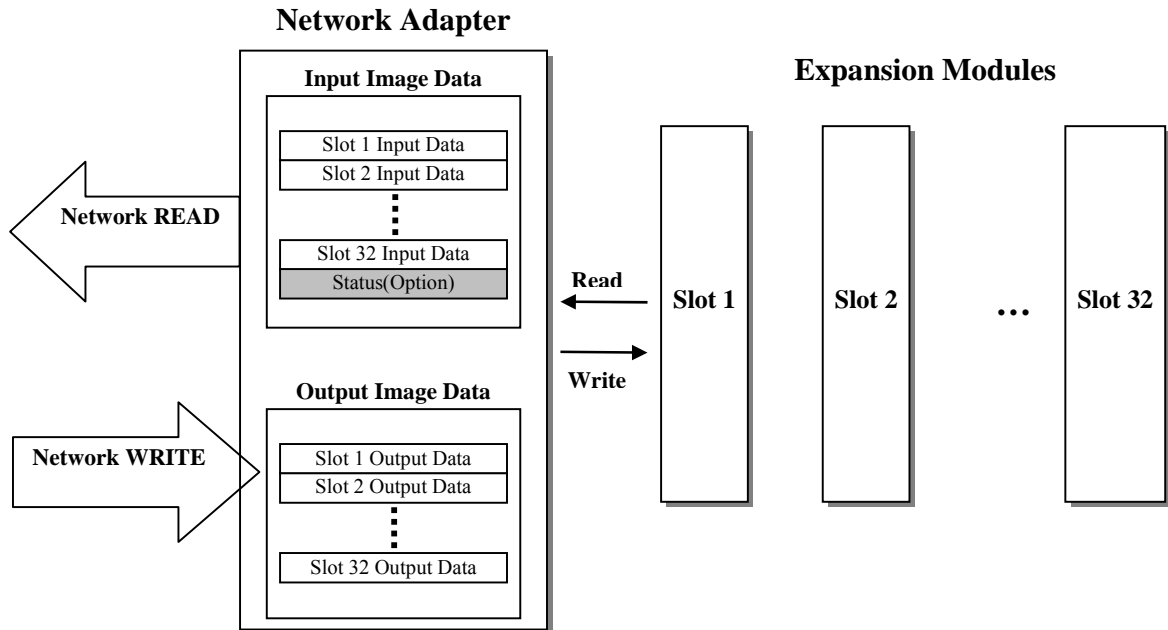 Network Adapter
Input Image Data
Slot 1 Input Data
Slot 2 Input Data
Slot 32 Input Data
Status(Option)
Network READ
Output Image Data
Slot 1 Output Data
Slot 2 Output Data
Slot 32 Output Data
Network WRITE
Read
Write
Expansion Modules
Slot 1
Slot 2
...
Slot 32